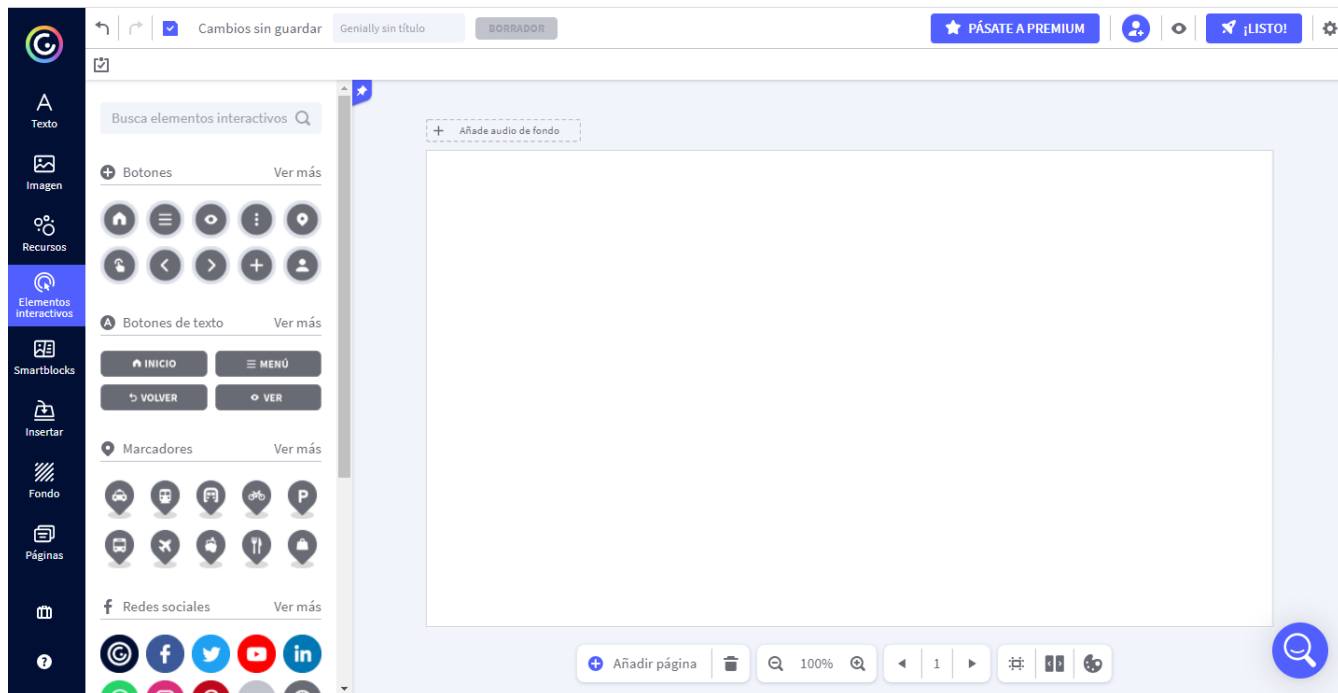 Cambios sin guardar
Genially sin título
BORRADOR
PÁSATE A PREMIUM
¡LISTO!
Texto
Imagen
Recursos
Elementos
interactivos
Smartblocks
Insertar
Fondo
Páginas
Busca elementos interactivos
Botones Ver más
Botones de texto Ver más
INICIO MENÚ
VOLVER VER
Marcadores Ver más
P
Redes sociales Ver más
Añade audio de fondo
Añadir página
100%
1